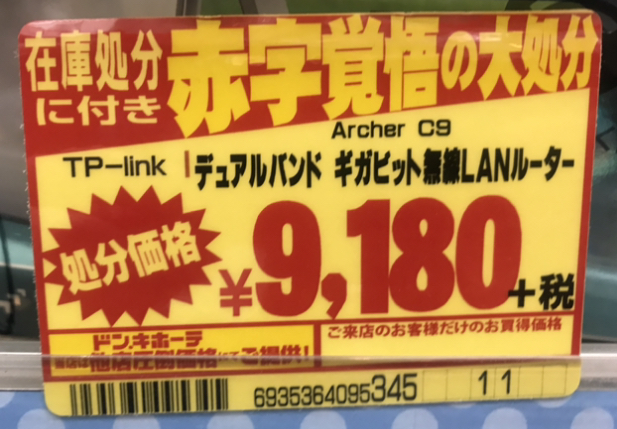 在庫処分
に付き
赤字覚悟の大処分
Archer C9
TP-link デュアルバンド ギガビット無線LANルーター
処分価格
¥9,180+税
ドン.キホーテ
当店は他店圧倒価格にてご提供!
ご来店のお客様だけのお買得価格
6935364095345
11